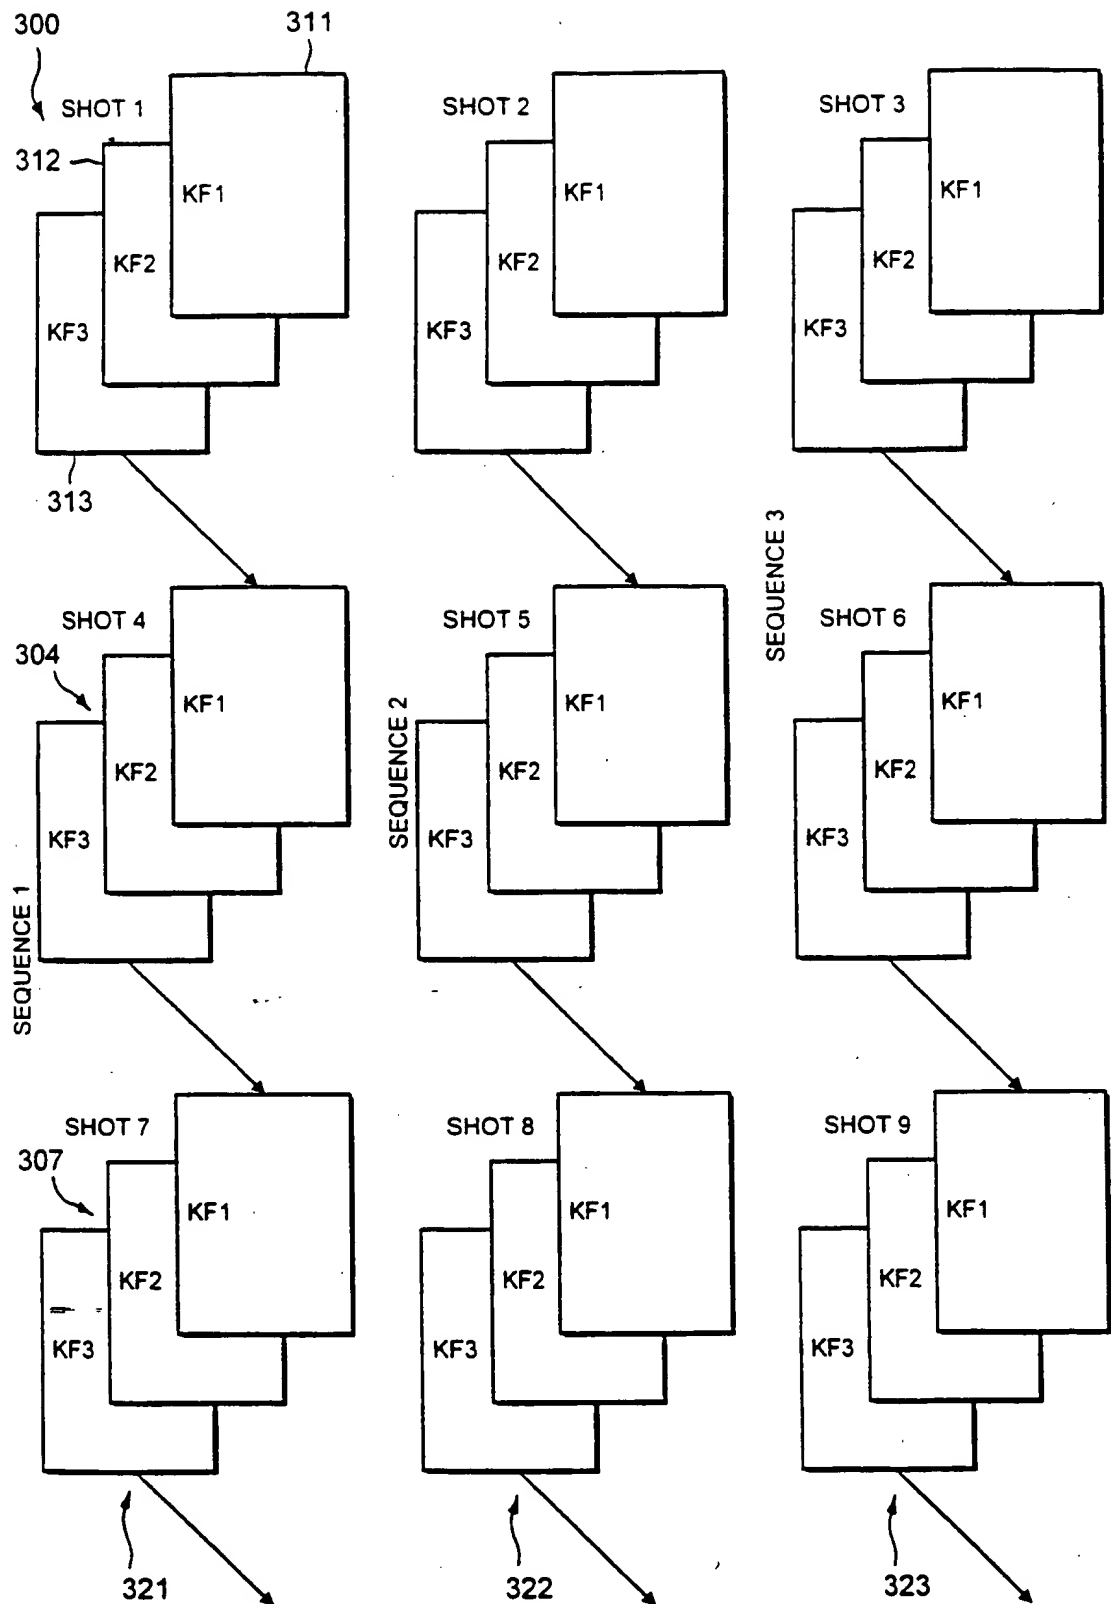 300
311
SHOT 1
SHOT 2
SHOT 3
312
KF1
KF1
KF1
KF2
KF2
KF2
KF3
KF3
KF3
313
SEQUENCE 3
SHOT 4
SHOT 5
SHOT 6
304
KF1
KF1
KF1
SEQUENCE 2
KF2
KF2
KF2
KF3
KF3
KF3
SEQUENCE 1
SHOT 7
SHOT 8
SHOT 9
307
KF1
KF1
KF1
KF2
KF2
KF2
KF3
KF3
KF3
321
322
323